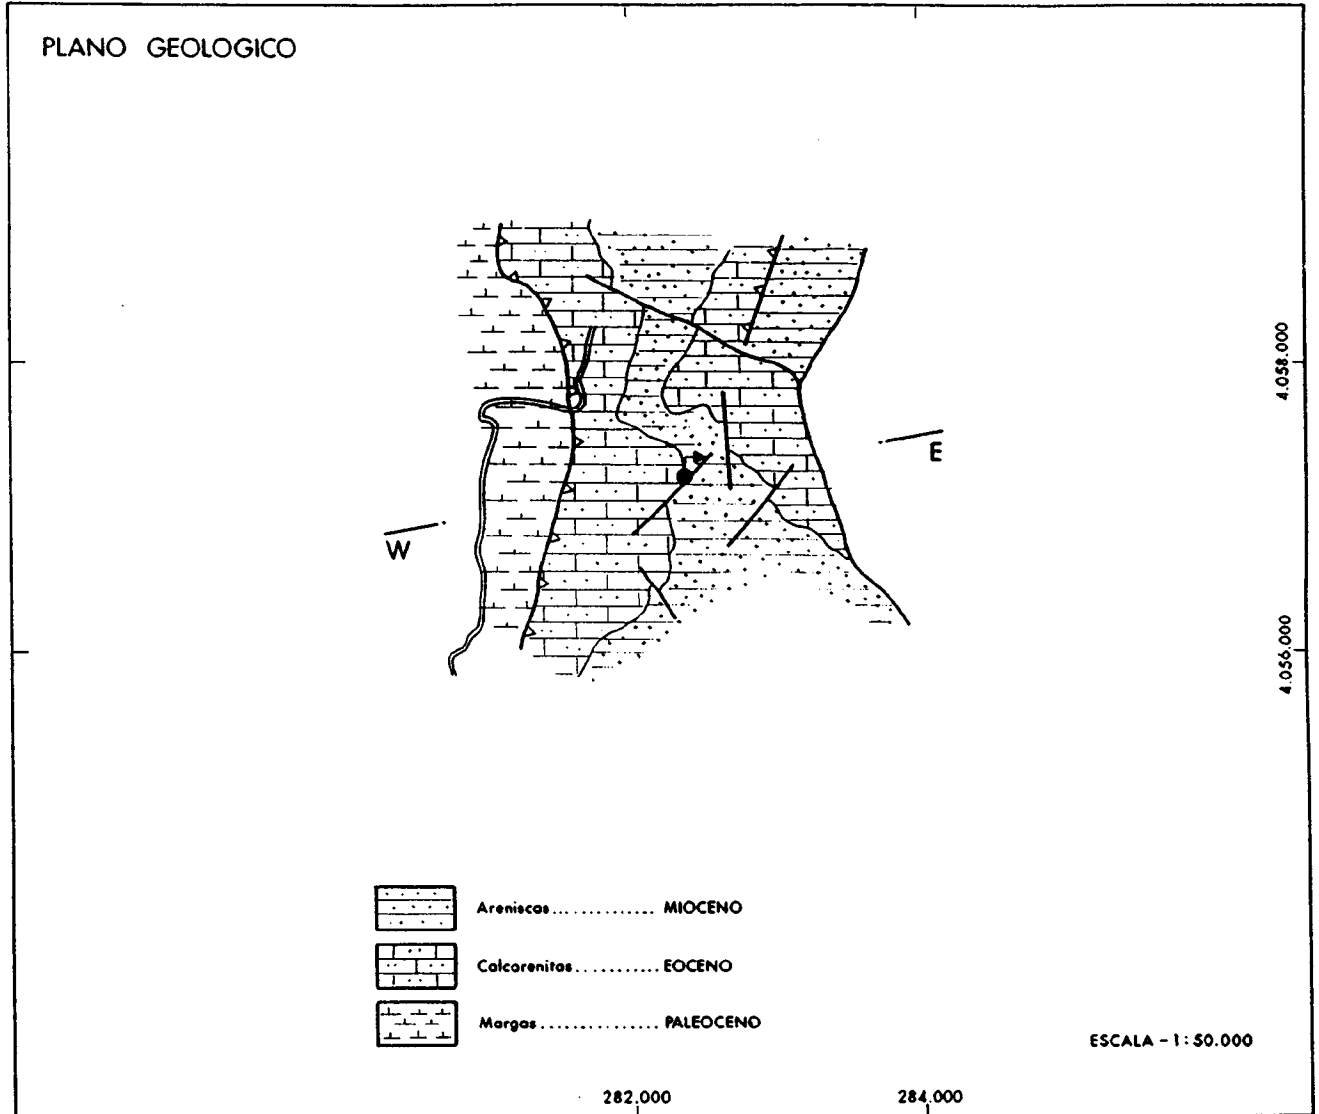 PLANO GEOLOGICO
4.058.000
E
W
4.056.000
Areniscas............. MIOCENO
Calcarenitas........... EOCENO
Margas................ PALEOCENO
ESCALA - 1:50.000
282.000 284.000